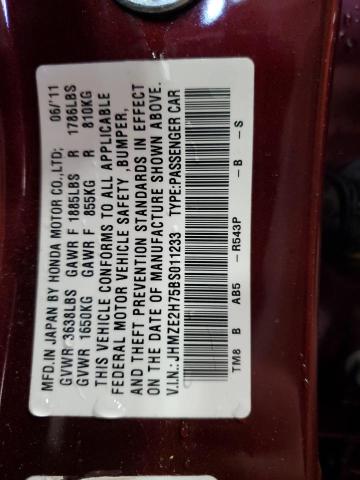 MFD. IN JAPAN BY HONDA MOTOR CO.,LTD; 06/'11
GVWR 3638LBS GAWR F 1885LBS R 1786LBS
GVWR 1650KG GAWR F 855KG R 810KG
THIS VEHICLE CONFORMS TO ALL APPLICABLE
FEDERAL MOTOR VEHICLE SAFETY ,BUMPER,
AND THEFT PREVENTION STANDARDS IN EFFECT
ON THE DATE OF MANUFACTURE SHOWN ABOVE.
V.I.N.:JHMZE2H75BS011233 TYPE:PASSENGER CAR
TM8 B AB5 -R543P -B -S